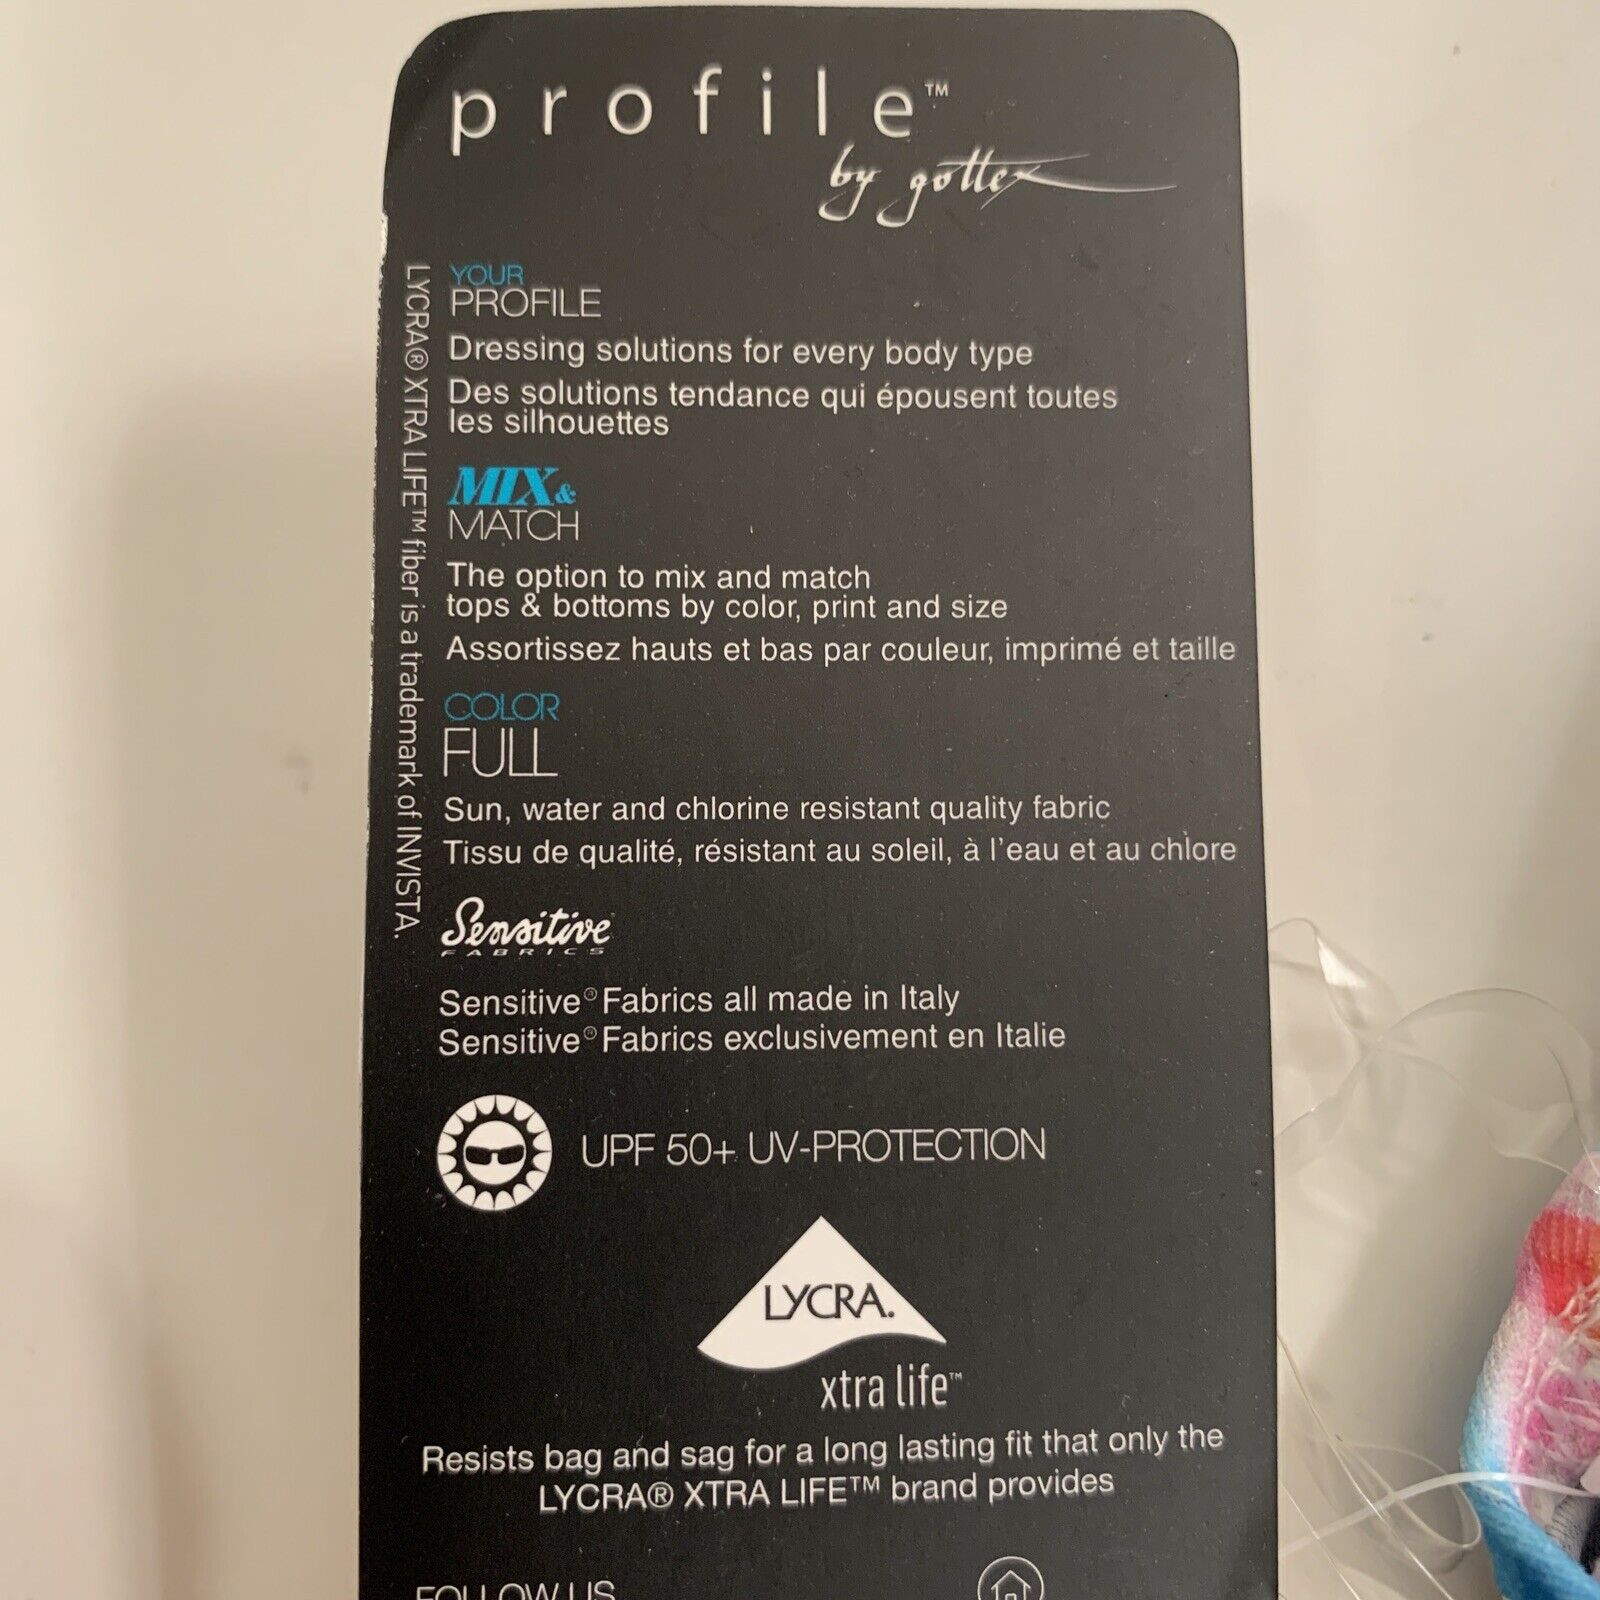 profile™
by gottex
YOUR
PROFILE
Dressing solutions for every body type
Des solutions tendance qui épousent toutes
les silhouettes
MIX&
MATCH
The option to mix and match
tops & bottoms by color, print and size
Assortissez hauts et bas par couleur, imprimé et taille
COLOR
FULL
Sun, water and chlorine resistant quality fabric
Tissu de qualité, résistant au soleil, à l'eau et au chlore
Sensitive
FABRICS
Sensitive® Fabrics all made in Italy
Sensitive® Fabrics exclusivement en Italie
UPF 50+ UV-PROTECTION
LYCRA.
xtra life™
Resists bag and sag for a long lasting fit that only the
LYCRA® XTRA LIFE™ brand provides
FOLLOW US
LYCRA® XTRA LIFE™ fiber is a trademark of INVISTA.